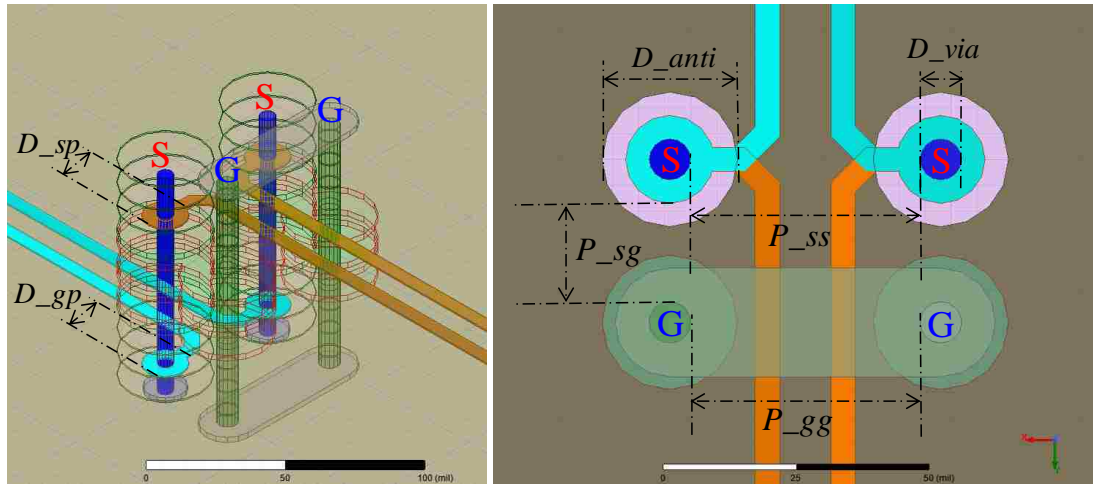 S
G
D_sp
S
G
D_gp
0
50
100 (mil)
D_anti
D_via
S
S
P_ss
P_sg
G
G
P_gg
0
25
50 (mil)
X
Z